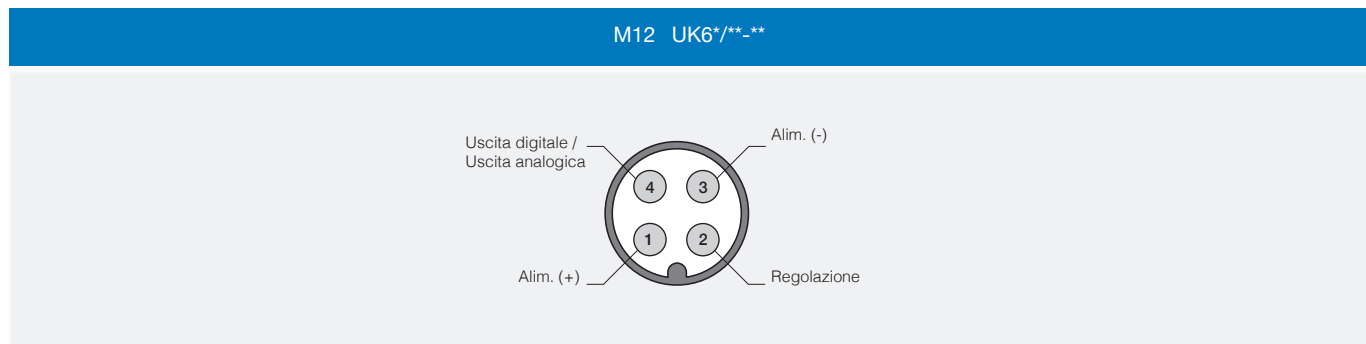 M12 UK6*/**-**
Uscita digitale /
Uscita analogica
Alim. (-)
4
3
1
2
Alim. (+)
Regolazione